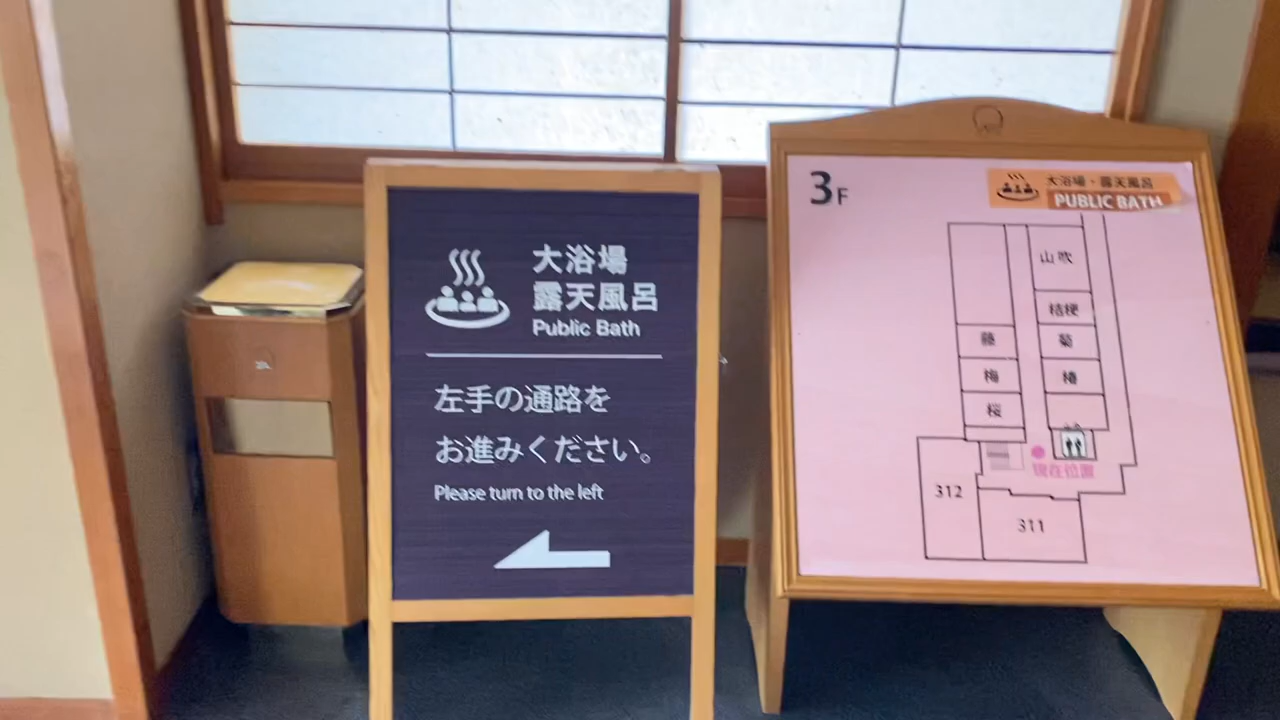 大浴場
露天風呂
Public Bath
左手の通路を
お進みください。
Please turn to the left
3F
大浴場・露天風呂
PUBLIC BATH
山吹
桔梗
藤
菊
梅
椿
桜
現在位置
312
311